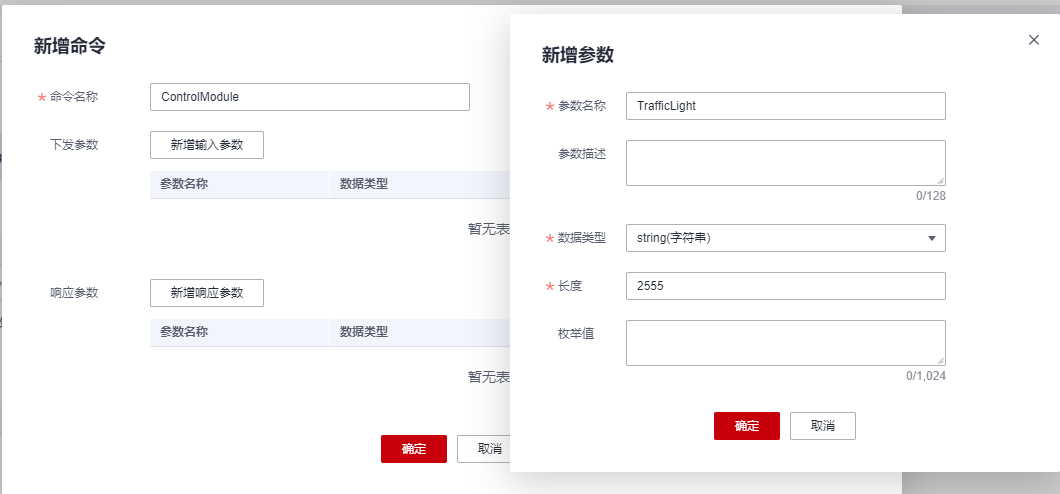 新增命令
* 命令名称 ControlModule
下发参数 新增输入参数
参数名称 数据类型
暂无表
响应参数 新增响应参数
参数名称 数据类型
暂无表
确定 取消
新增参数
* 参数名称 TrafficLight
参数描述
0/128
* 数据类型 string(字符串)
* 长度 2555
枚举值
0/1,024
确定 取消